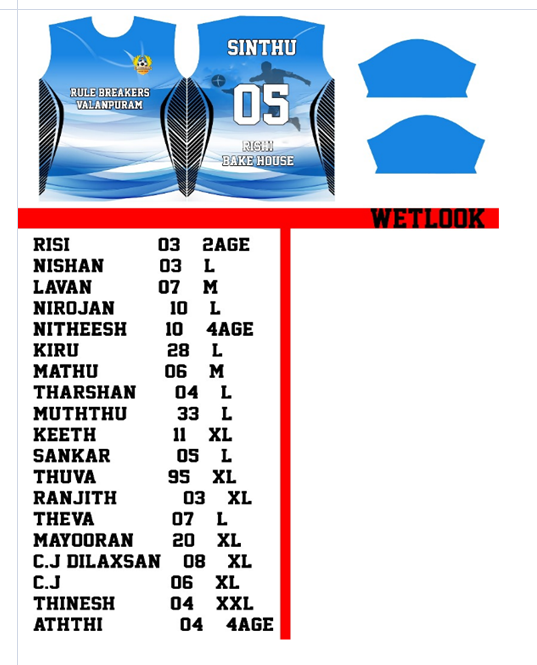 RULE BREAKERS
VALANPURAM
SINTHU
05
RISHI
BAKE HOUSE
WETLOOK
RISI 03 2AGE
NISHAN 03 L
LAVAN 07 M
NIROJAN 10 L
NITHEESH 10 4AGE
KIRU 28 L
MATHU 06 M
THARSHAN 04 L
MUTHTHU 33 L
KEETH 11 XL
SANKAR 05 L
THUVA 95 XL
RANJITH 03 XL
THEVA 07 L
MAYOORAN 20 XL
C.J DILAXSAN 08 XL
C.J 06 XL
THINESH 04 XXL
ATHTHI 04 4AGE